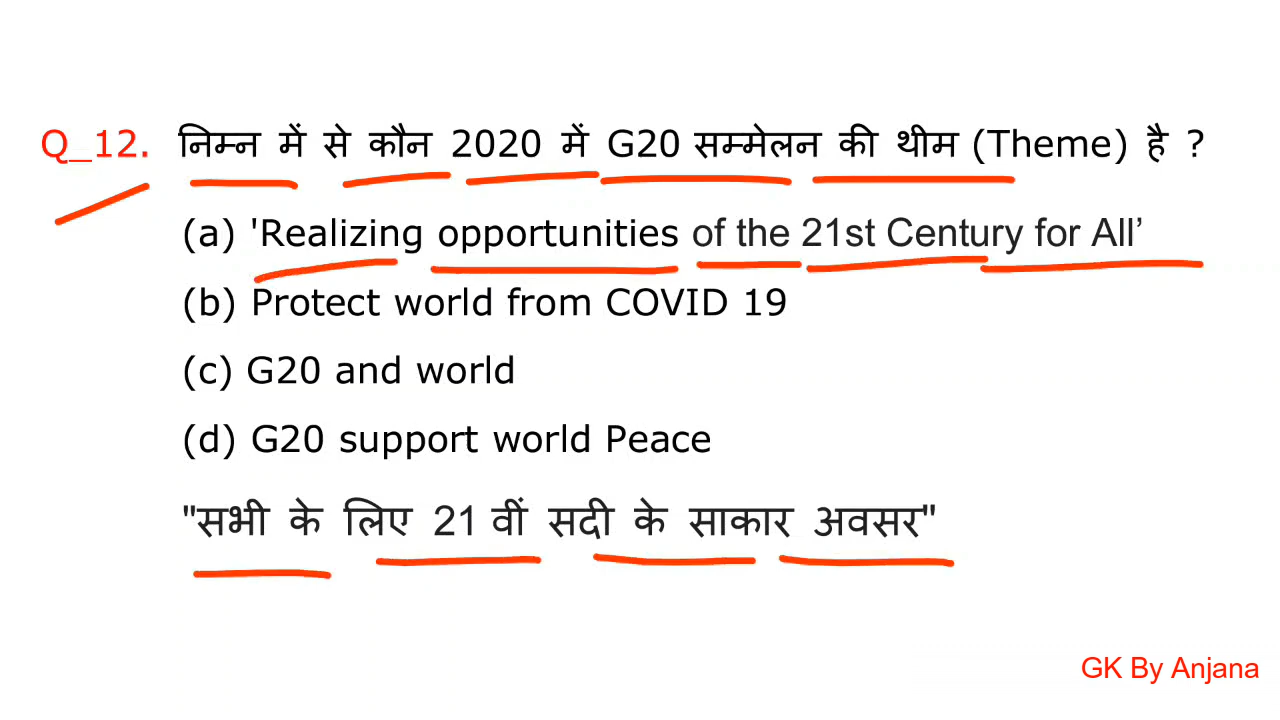 Q_12. निम्न में से कौन 2020 में G20 सम्मेलन की थीम (Theme) है ?
(a) 'Realizing opportunities of the 21st Century for All’
(b) Protect world from COVID 19
(c) G20 and world
(d) G20 support world Peace
"सभी के लिए 21 वीं सदी के साकार अवसर"
GK By Anjana